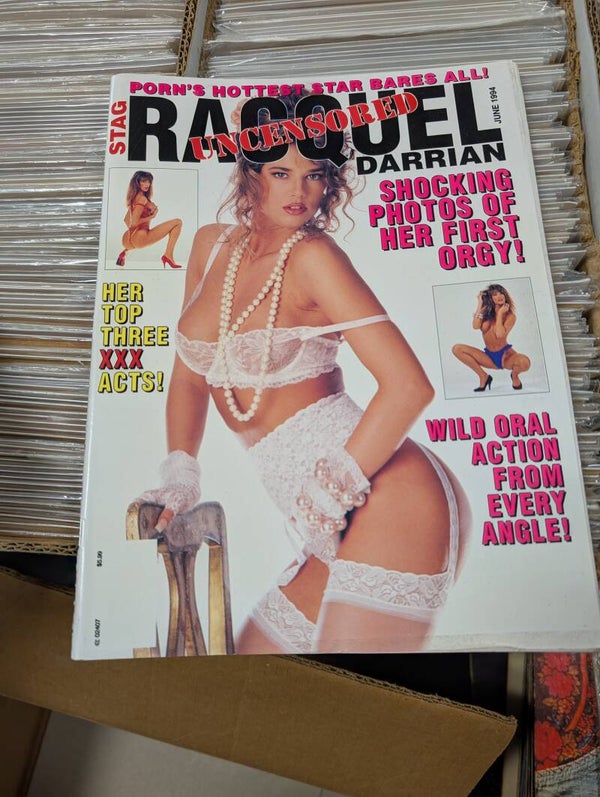 PORN'S HOTTEST STAR BARES ALL!
STAG
RACQUEL
UNCENSORED
DARRIAN
JUNE 1994
SHOCKING
PHOTOS OF
HER FIRST
ORGY!
HER
TOP
THREE
XXX
ACTS!
WILD ORAL
ACTION
FROM
EVERY
ANGLE!
$5.99
02407